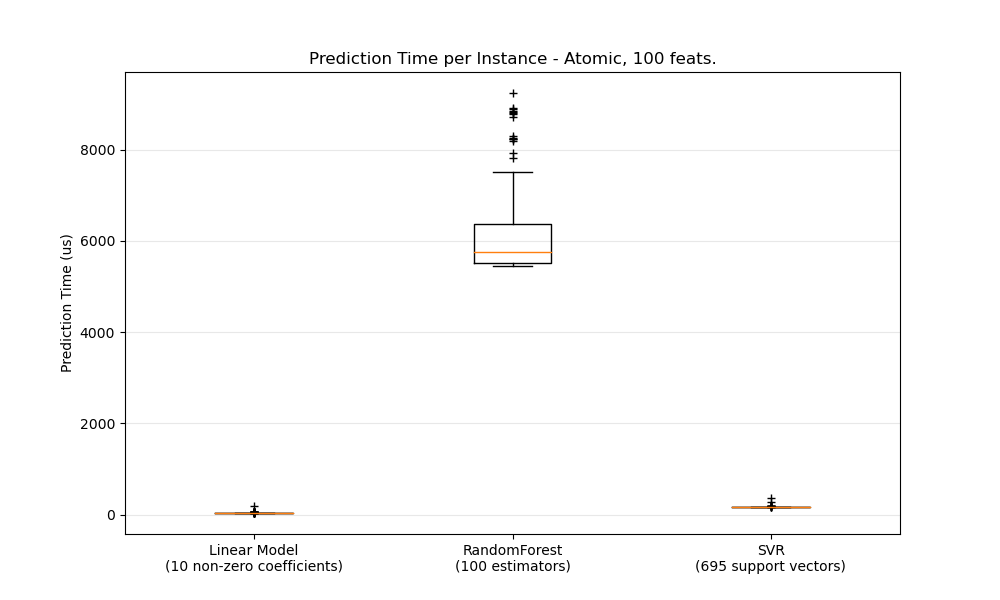 Prediction Time per Instance - Atomic, 100 feats.
Prediction Time (us)
8000
6000
4000
2000
0
Linear Model
(10 non-zero coefficients)
RandomForest
(100 estimators)
SVR
(695 support vectors)